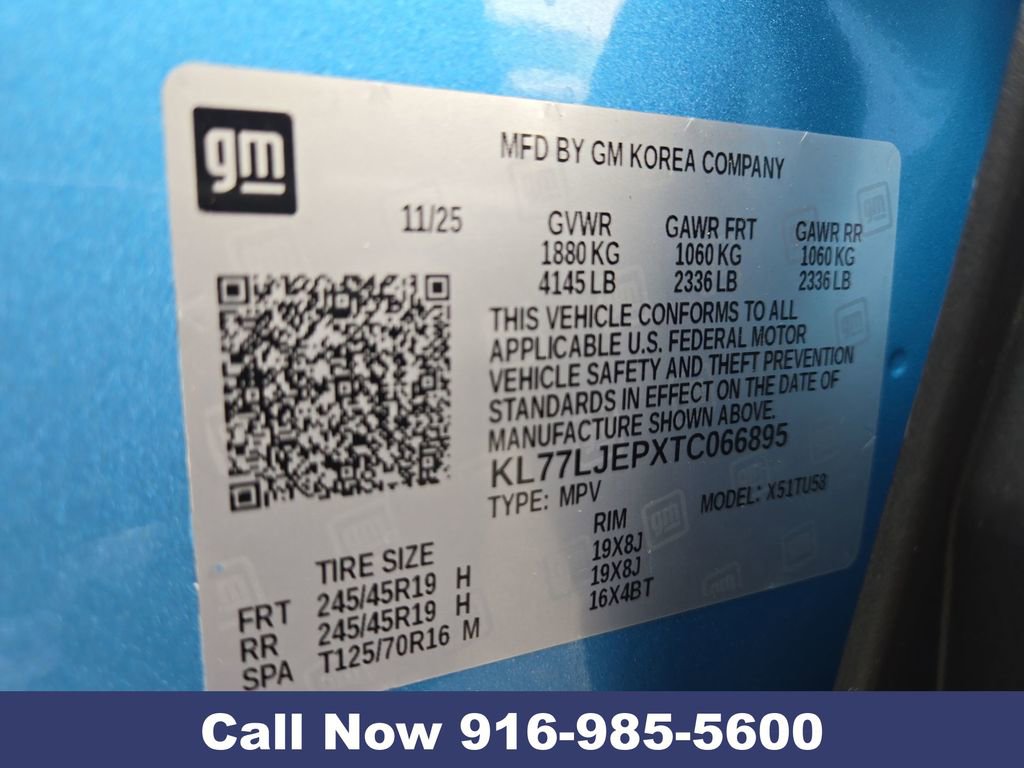 gm
MFD BY GM KOREA COMPANY
11/25 GVWR GAWR FRT GAWR RR
1880 KG 1060 KG 1060 KG
4145 LB 2336 LB 2336 LB
THIS VEHICLE CONFORMS TO ALL
APPLICABLE U.S. FEDERAL MOTOR
VEHICLE SAFETY AND THEFT PREVENTION
STANDARDS IN EFFECT ON THE DATE OF
MANUFACTURE SHOWN ABOVE.
KL77LJEPXTC066895
TYPE: MPV MODEL: X51TU58
TIRE SIZE RIM
FRT 245/45R19 H 19X8J
RR 245/45R19 H 19X8J
SPA T125/70R16 M 16X4BT
Call Now 916-985-5600